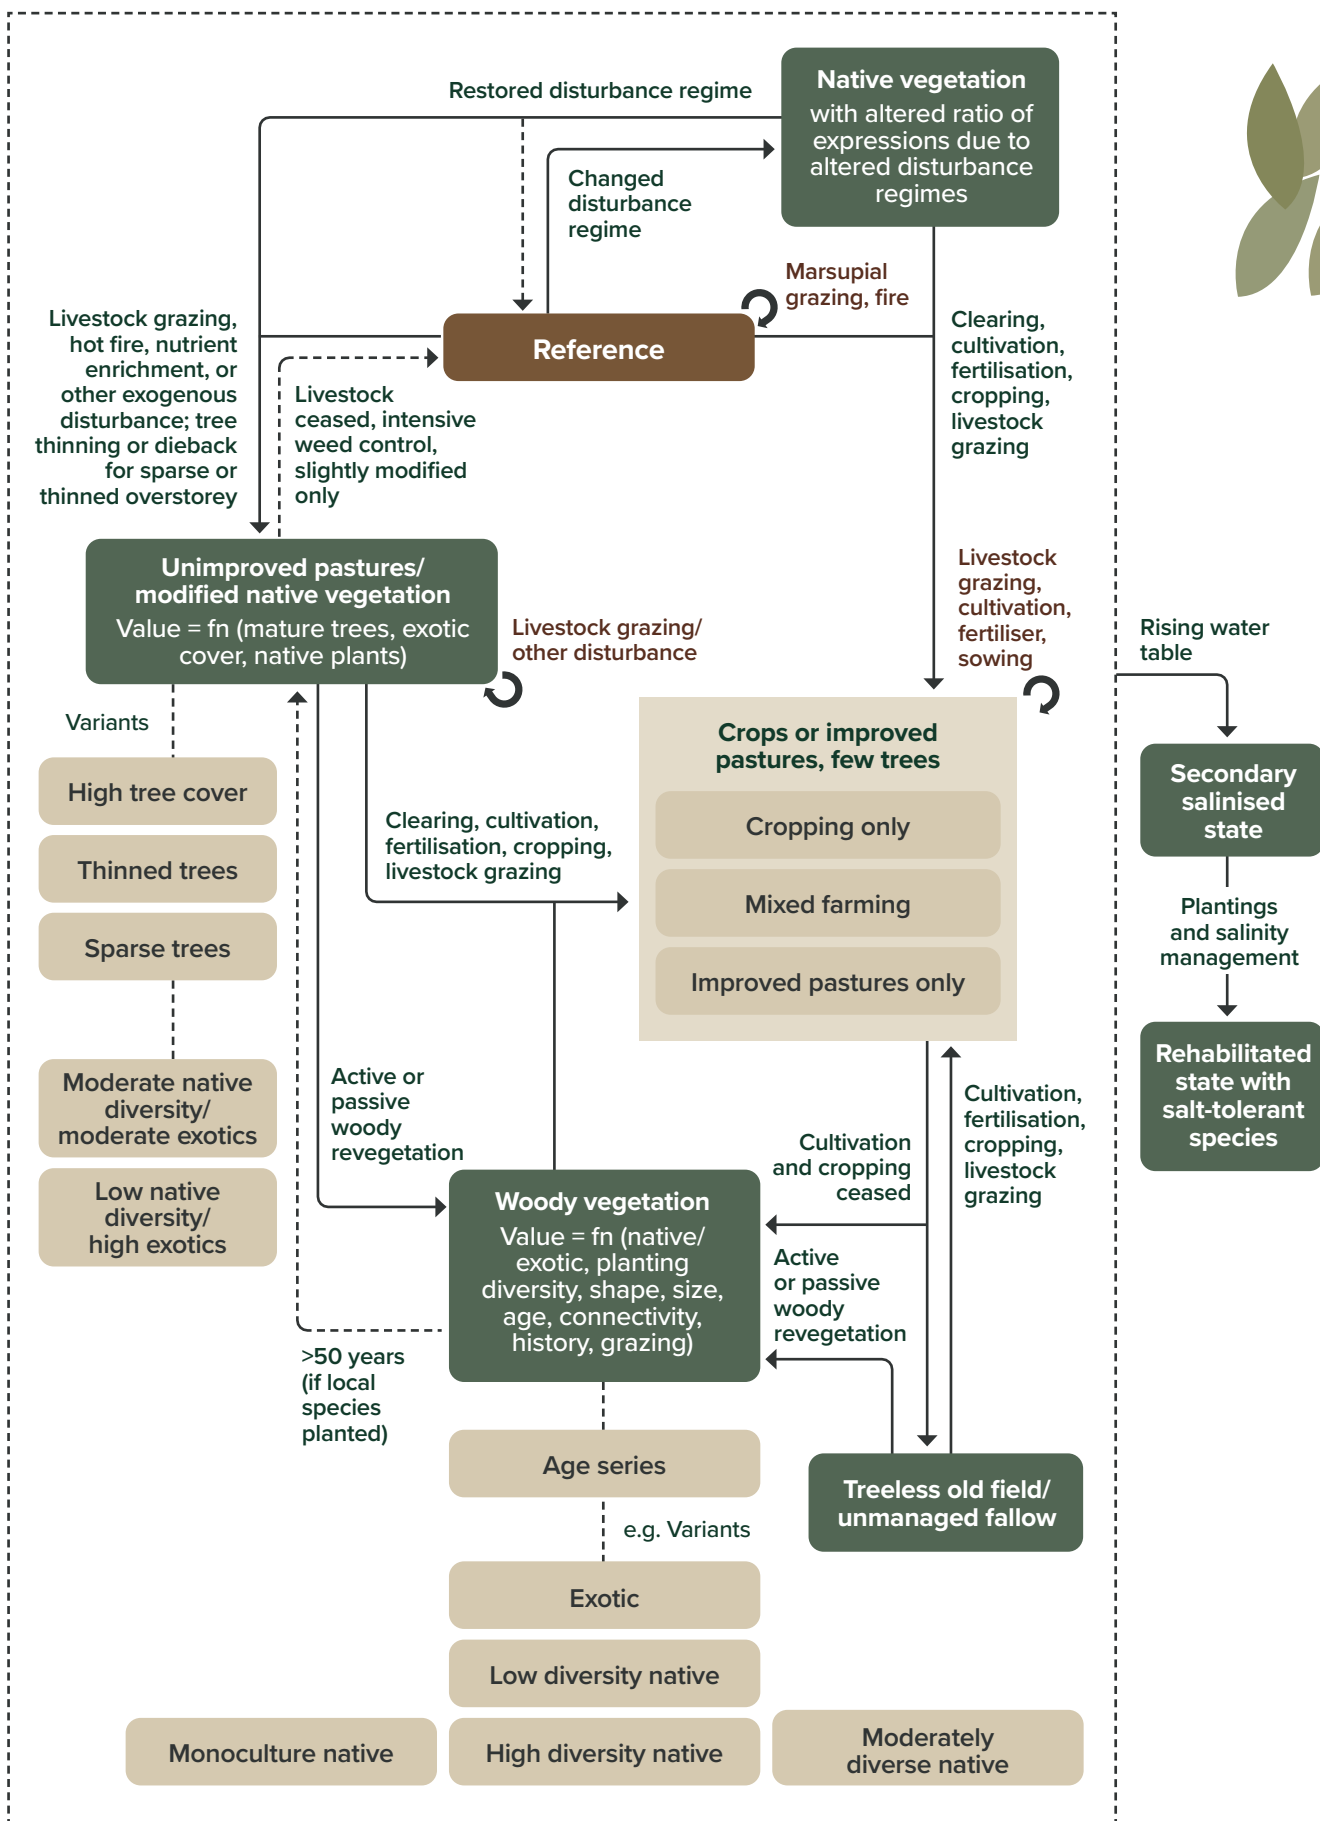 Restored disturbance regime
Native vegetation
with altered ratio of
expressions due to
altered disturbance
regimes
Changed
disturbance
regime
Marsupial
grazing, fire
Reference
Livestock grazing,
hot fire, nutrient
enrichment, or
other exogenous
disturbance; tree
thinning or dieback
for sparse or
thinned overstorey
Livestock
ceased, intensive
weed control,
slightly modified
only
Clearing,
cultivation,
fertilisation,
cropping,
livestock
grazing
Unimproved pastures/
modified native vegetation
Value = fn (mature trees, exotic
cover, native plants)
Livestock grazing/
other disturbance
Livestock
grazing,
cultivation,
fertiliser,
sowing
Rising water
table
Variants
High tree cover
Thinned trees
Sparse trees
Moderate native
diversity/
moderate exotics
Low native
diversity/
high exotics
Clearing, cultivation,
fertilisation, cropping,
livestock grazing
Crops or improved
pastures, few trees
Cropping only
Mixed farming
Improved pastures only
Secondary
salinised
state
Plantings
and salinity
management
Rehabilitated
state with
salt-tolerant
species
Active or
passive
woody
revegetation
Cultivation
and cropping
ceased
Cultivation,
fertilisation,
cropping,
livestock
grazing
Woody vegetation
Value = fn (native/
exotic, planting
diversity, shape, size,
age, connectivity,
history, grazing)
Active
or passive
woody
revegetation
>50 years
(if local
species
planted)
Age series
Treeless old field/
unmanaged fallow
e.g. Variants
Exotic
Low diversity native
Monoculture native
High diversity native
Moderately
diverse native